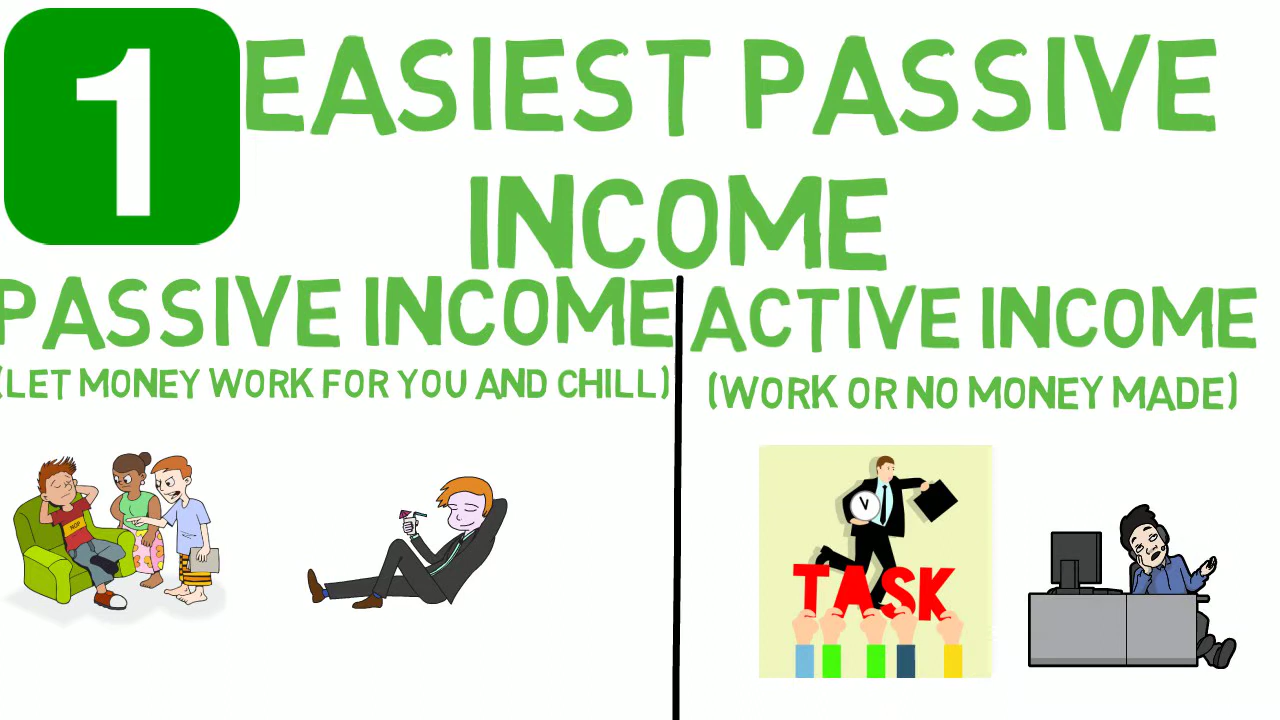 1
EASIEST PASSIVE
INCOME
PASSIVE INCOME
(LET MONEY WORK FOR YOU AND CHILL)
ACTIVE INCOME
(WORK OR NO MONEY MADE)
NOP
TASK